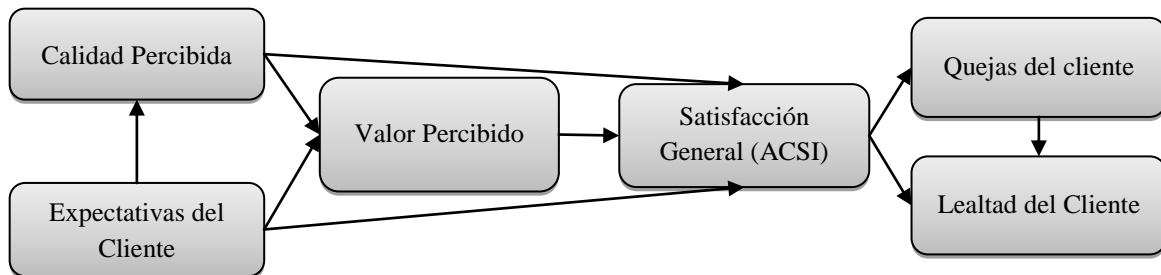 Calidad Percibida
Expectativas del
Cliente
Valor Percibido
Satisfacción
General (ACSI)
Quejas del cliente
Lealtad del Cliente